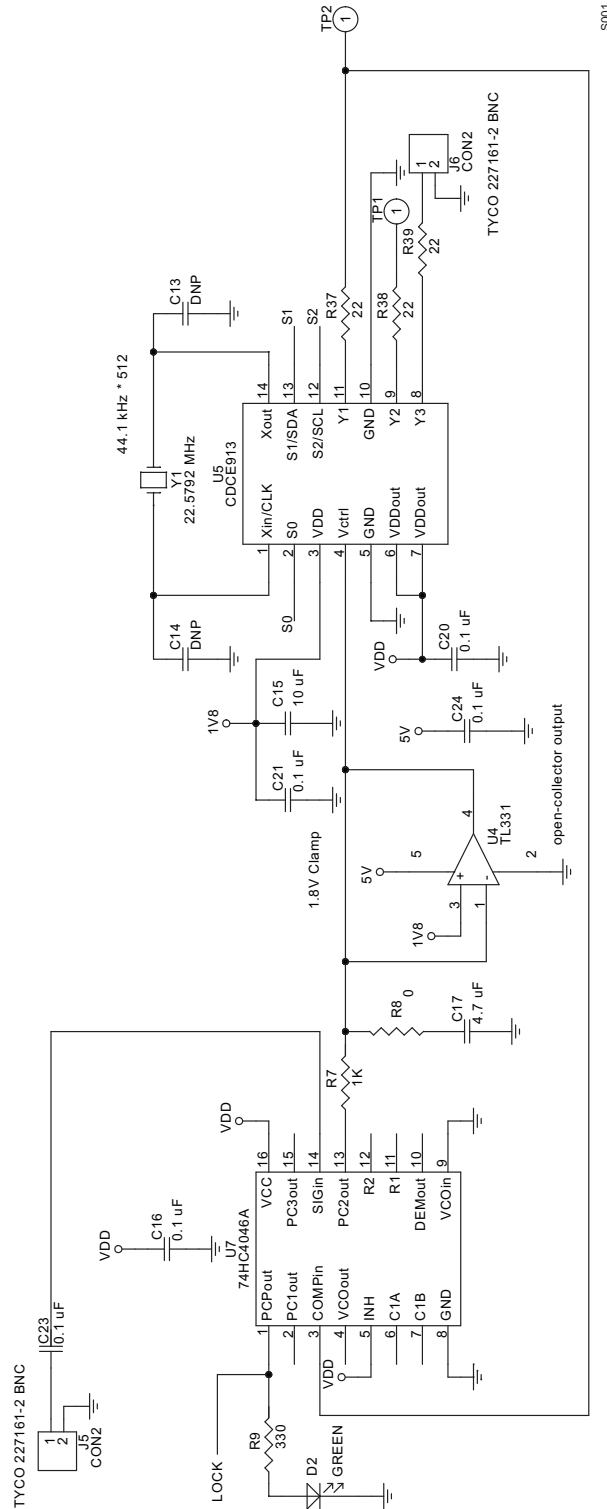 TYCO 227161-2 BNC
1
2
J5
CON2
C23
0.1 uF
LOCK
R9
330
D2
GREEN
VDD
C16
0.1 uF
U7
74HC4046A
1
PCPout
2
PC1out
3
COMPin
4
VCOout
5
INH
6
C1A
7
C1B
8
GND
VDD
VCC
16
PC3out
15
SIGin
14
PC2out
13
R2
12
R1
11
DEMout
10
VCOin
9
VDD
R7
1K
R8
0
C17
4.7 uF
1.8V Clamp
1V8
3
1
+
-
5V
5
4
U4
TL331
2
open-collector output
5V
C24
0.1 uF
C21
0.1 uF
C15
10 uF
1V8
VDD
C20
0.1 uF
C14
DNP
44.1 kHz * 512
Y1
22.5792 MHz
C13
DNP
U5
CDCE913
1
Xin/CLK
S0
2
S0
3
VDD
4
Vctrl
5
GND
6
VDDout
7
VDDout
Xout
14
S1/SDA
13
S1
S2/SCL
12
S2
Y1
11
GND
10
Y2
9
Y3
8
R37
22
R38
22
R39
22
TP1
1
TP2
1
1
2
J6
CON2
TYCO 227161-2 BNC
S001